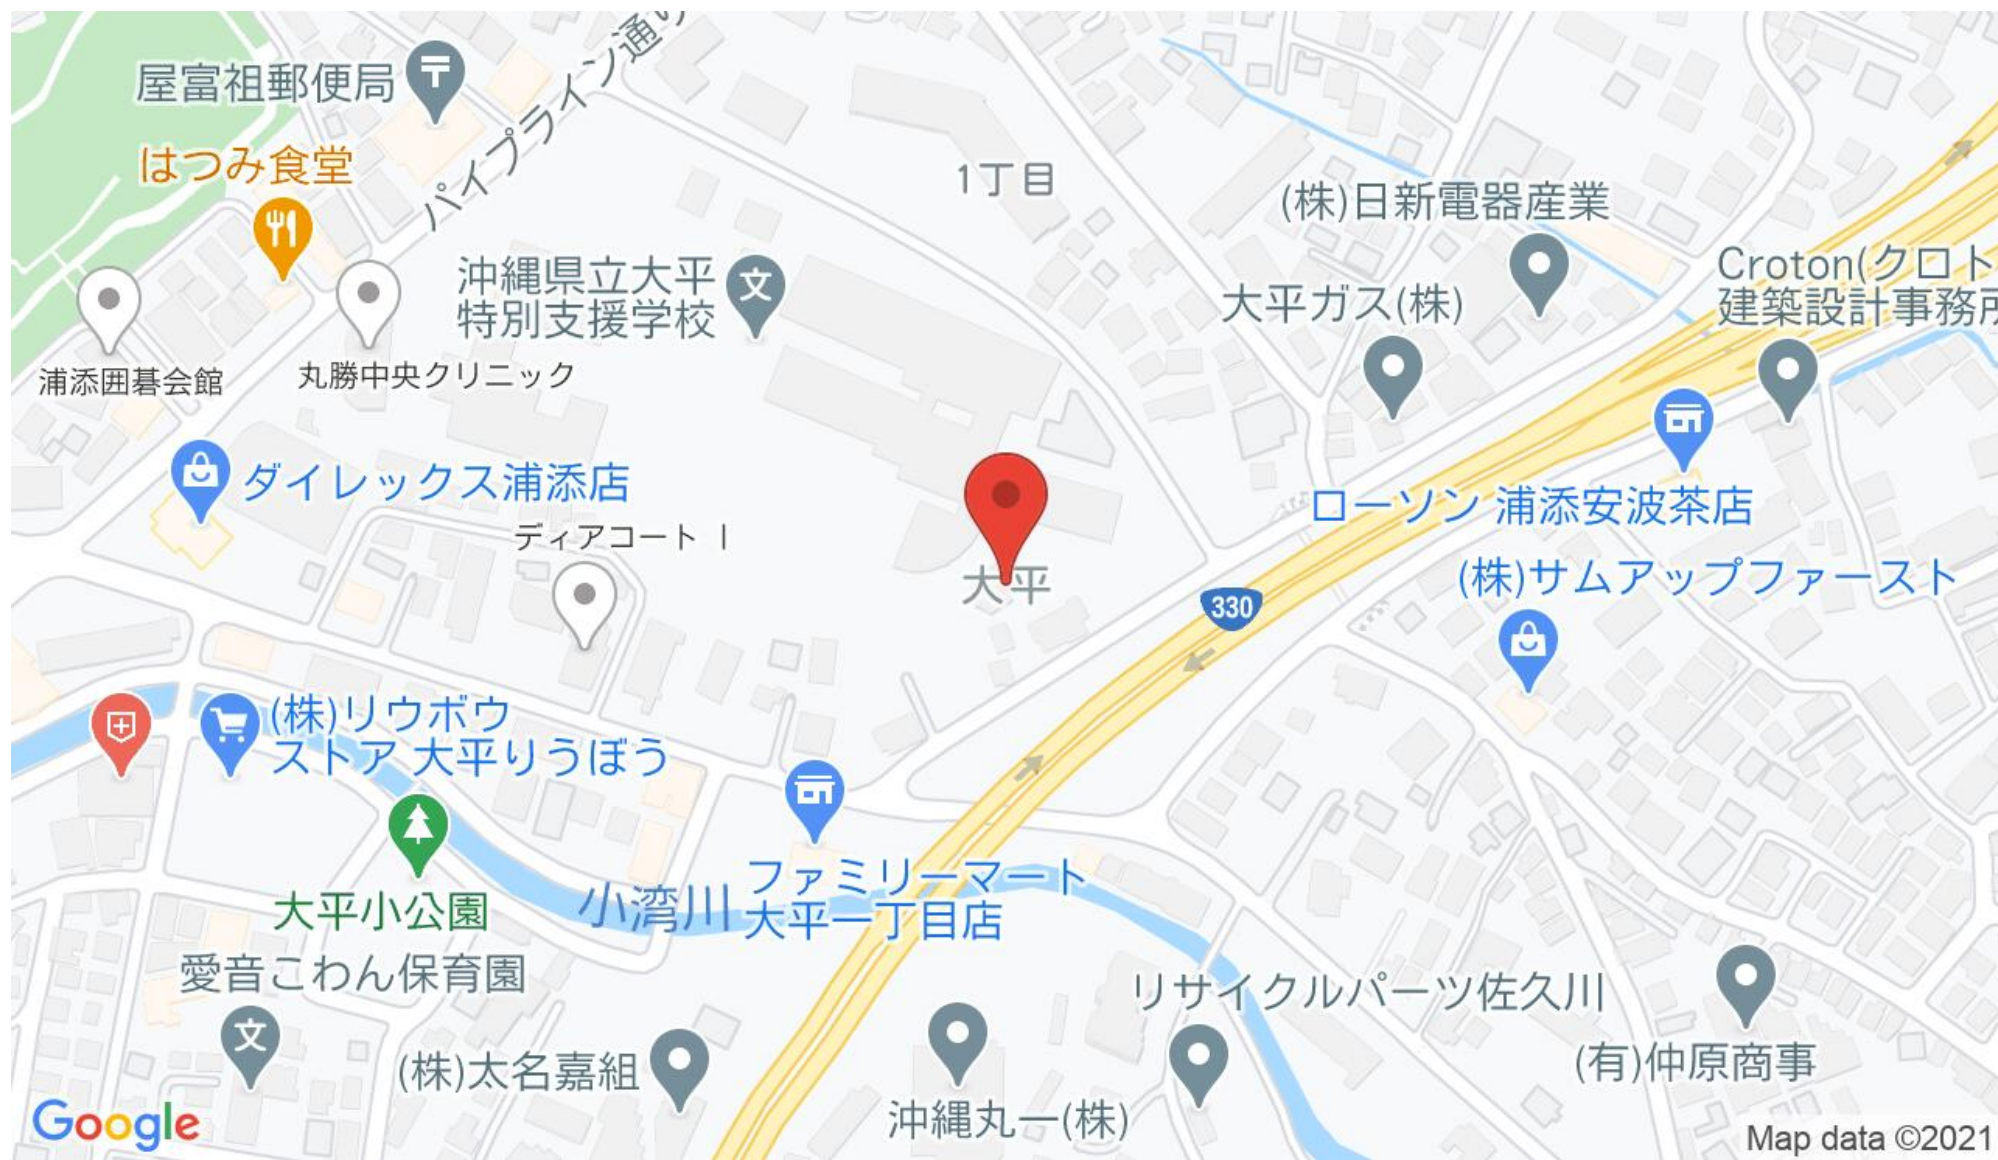 屋富祖郵便局
パイプライン通り
はつみ食堂
1丁目
(株)日新電器産業
沖縄県立大平
特別支援学校
文
大平ガス(株)
Croton(クロト
建築設計事務所
浦添囲碁会館
丸勝中央クリニック
ダイレックス浦添店
ディアコート Ⅰ
大平
ローソン 浦添安波茶店
(株)サムアップファースト
330
(株)リウボウ
ストア 大平りうぼう
ファミリーマート
大平一丁目店
小湾川
大平小公園
愛音こわん保育園
文
リサイクルパーツ佐久川
(株)太名嘉組
(有)仲原商事
沖縄丸一(株)
Google
Map data ©2021